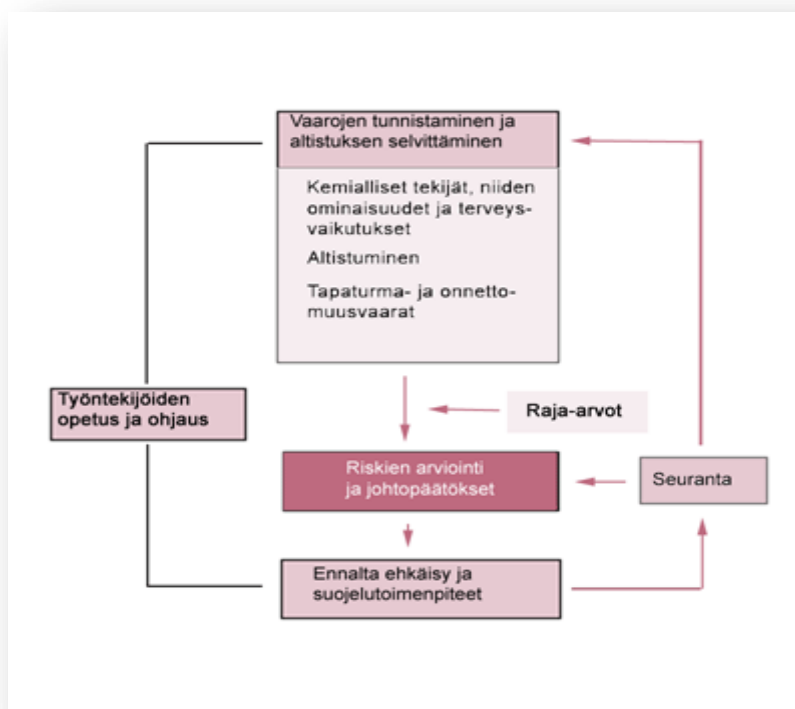 Vaarojen tunnistaminen ja
altistuksen selvittäminen
Kemialliset tekijät, niiden
ominaisuudet ja terveys-
vaikutukset
Altistuminen
Tapaturma- ja onnetto-
muusvaarat
Työntekijöiden
opetus ja ohjaus
Raja-arvot
Riskien arviointi
ja johtopäätökset
Seuranta
Ennalta ehkäisy ja
suojelutoimenpiteet